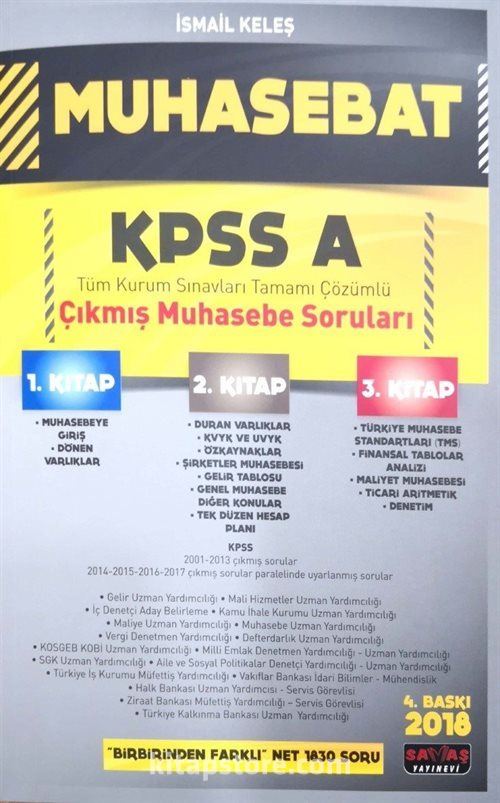 İSMAİL KELEŞ
MUHASEBAT
KPSS A
Tüm Kurum Sınavları Tamamı Çözümlü
Çıkmış Muhasebe Soruları
1. KİTAP
• MUHASEBEYE
GİRİŞ
• DÖNEN
VARLIKLAR
2. KİTAP
• DURAN VARLIKLAR
• KVYK VE UVYK
• ÖZKAYNAKLAR
• ŞİRKETLER MUHASEBESİ
• GELİR TABLOSU
• GENEL MUHASEBE
DİĞER KONULAR
• TEK DÜZEN HESAP
PLANI
3. KİTAP
• TÜRKİYE MUHASEBE
STANDARTLARI (TMS)
• FİNANSAL TABLOLAR
ANALİZİ
• MALİYET MUHASEBESİ
• TİCARİ ARİTMETİK
• DENETİM
KPSS
2001-2013 çıkmış sorular
2014-2015-2016-2017 çıkmış sorular paralelinde uyarlanmış sorular
• Gelir Uzman Yardımcılığı • Mali Hizmetler Uzman Yardımcılığı
• İç Denetçi Aday Belirleme • Kamu İhale Kurumu Uzman Yardımcılığı
• Maliye Uzman Yardımcılığı • Muhasebe Uzman Yardımcılığı
• Vergi Denetmen Yardımcılığı • Defterdarlık Uzman Yardımcılığı
• KOSGEB KOBİ Uzman Yardımcılığı • Milli Emlak Denetmen Yardımcılığı - Uzman Yardımcılığı
• SGK Uzman Yardımcılığı • Aile ve Sosyal Politikalar Denetçi Yardımcılığı - Uzman Yardımcılığı
• Türkiye İş Kurumu Müfettiş Yardımcılığı • Vakıflar Bankası İdari Bilimler - Mühendislik
• Halk Bankası Uzman Yardımcısı - Servis Görevlisi
• Ziraat Bankası Müfettiş Yardımcılığı – Servis Görevlisi
• Türkiye Kalkınma Bankası Uzman Yardımcılığı
4. BASKI
2018
SAVAŞ
YAYINEVİ
"BİRBİRİNDEN FARKLI" NET 1830 SORU
kitapstore.com